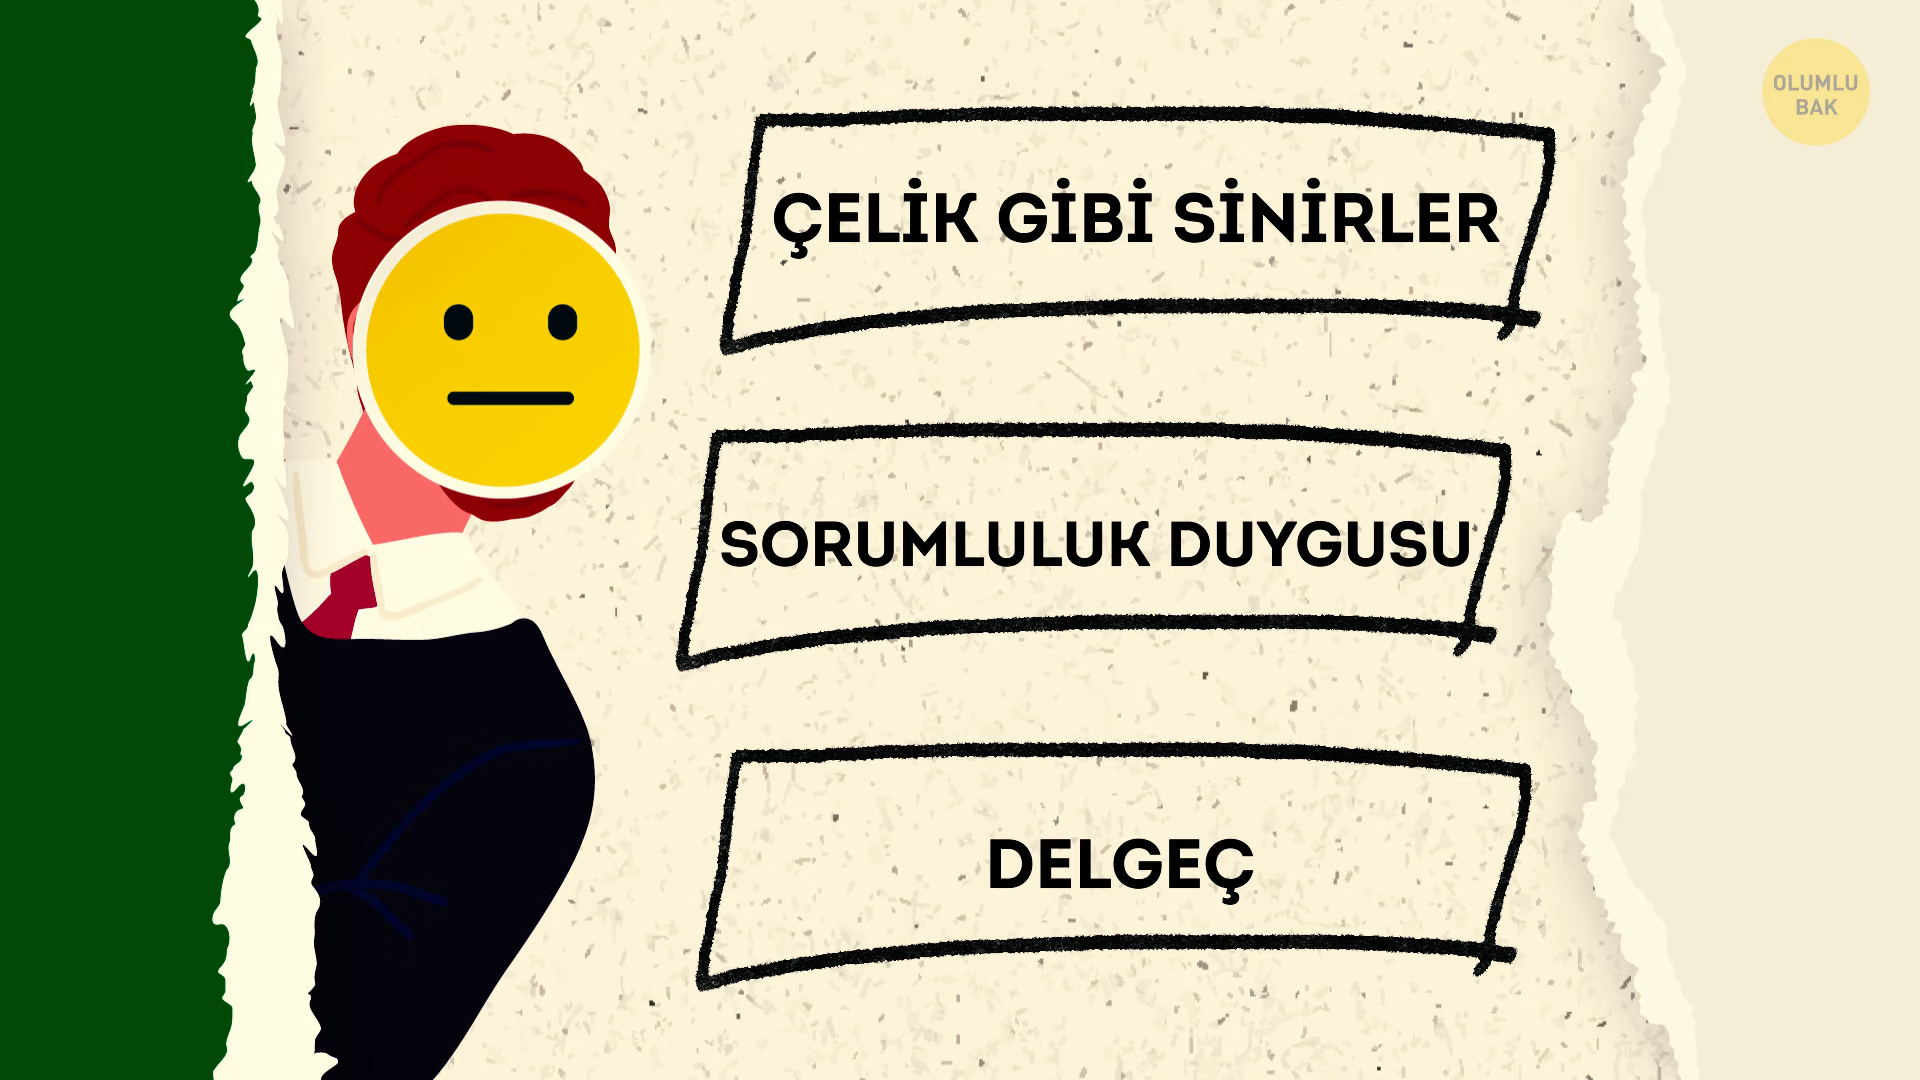 OLUMLU
BAK
ÇELİK GİBİ SİNİRLER
SORUMLULUK DUYGUSU
DELGEÇ